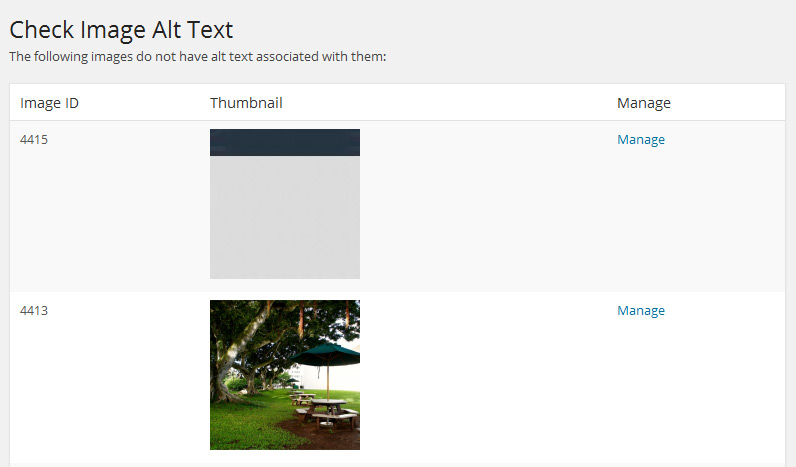 Check Image Alt Text
The following images do not have alt text associated with them:
Image ID Thumbnail Manage
4415 Manage
4413 Manage